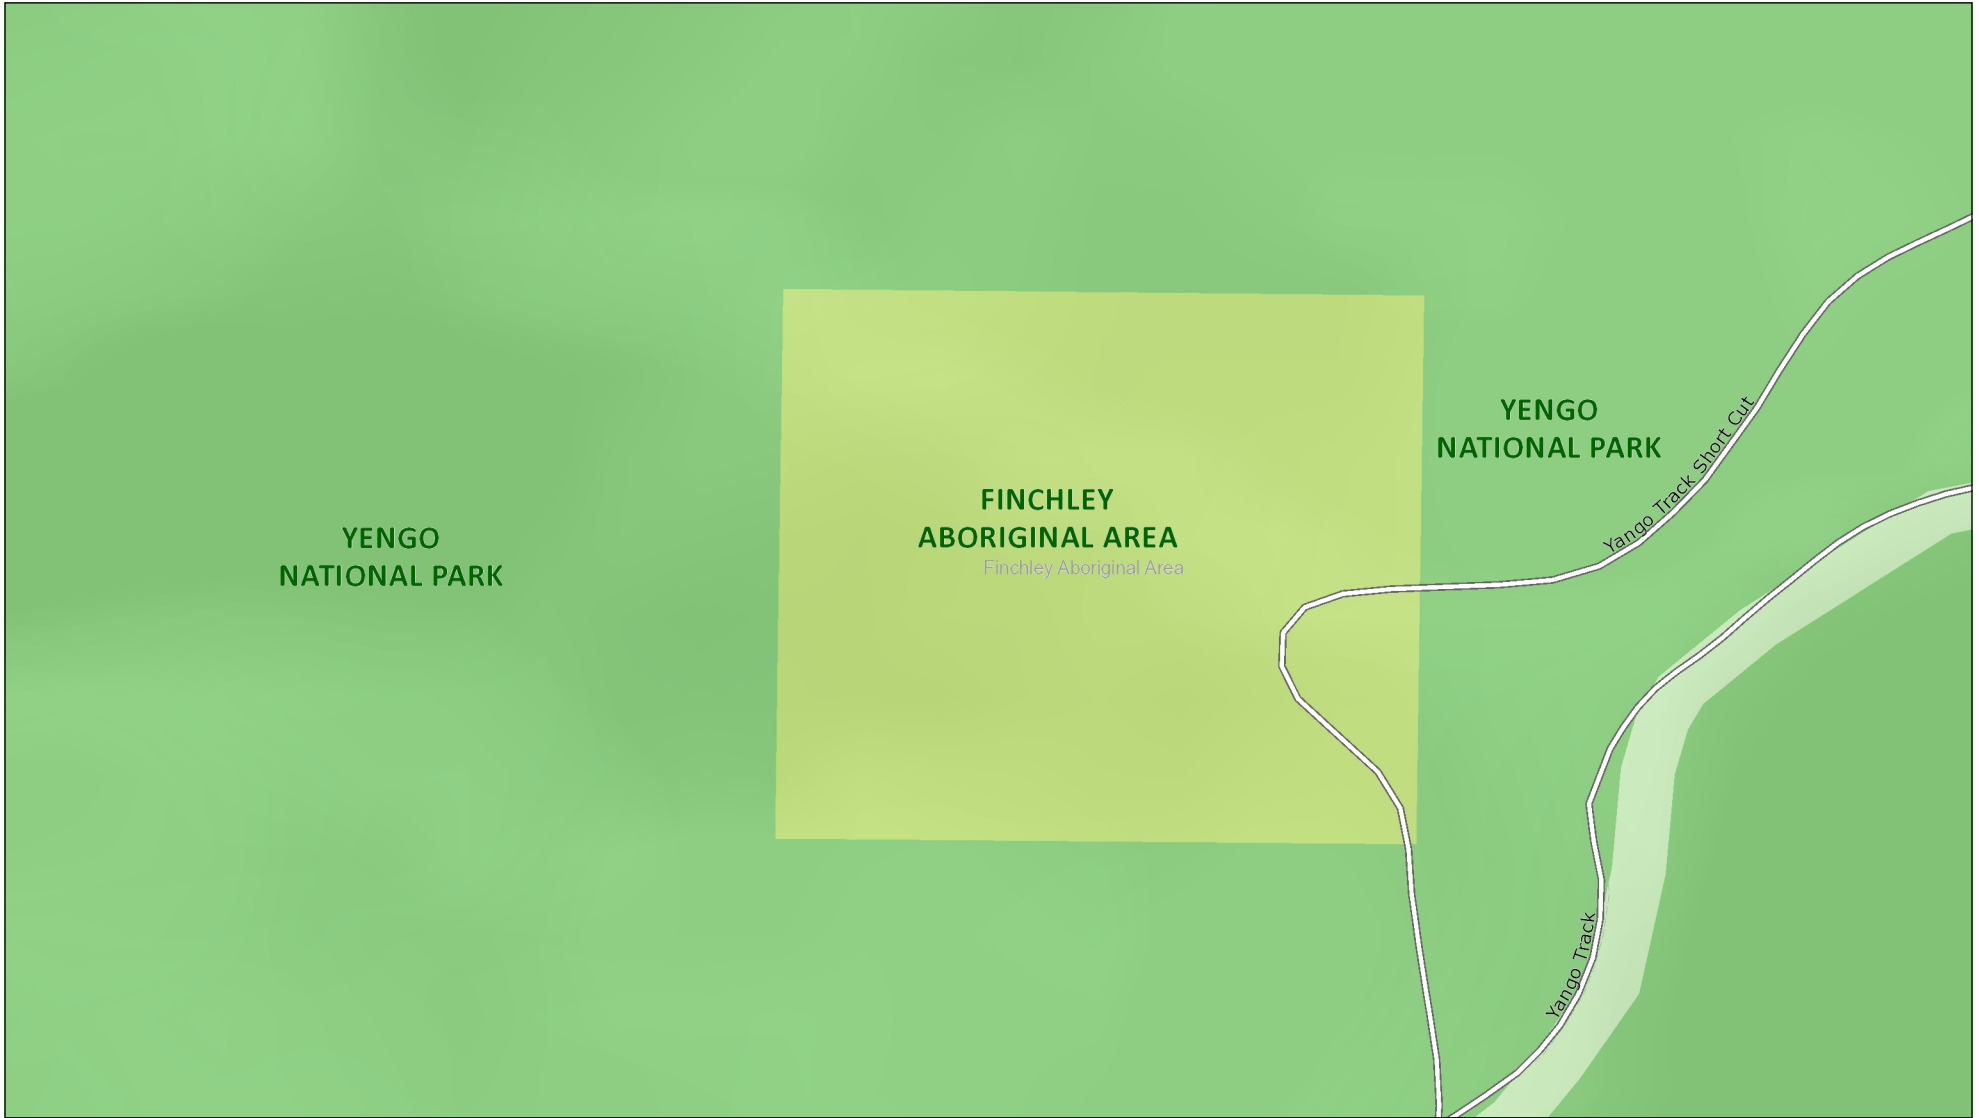 YENGO
NATIONAL PARK
Yango Track Short Cut
FINCHLEY
ABORIGINAL AREA
Finchley Aboriginal Area
YENGO
NATIONAL PARK
Yango Track